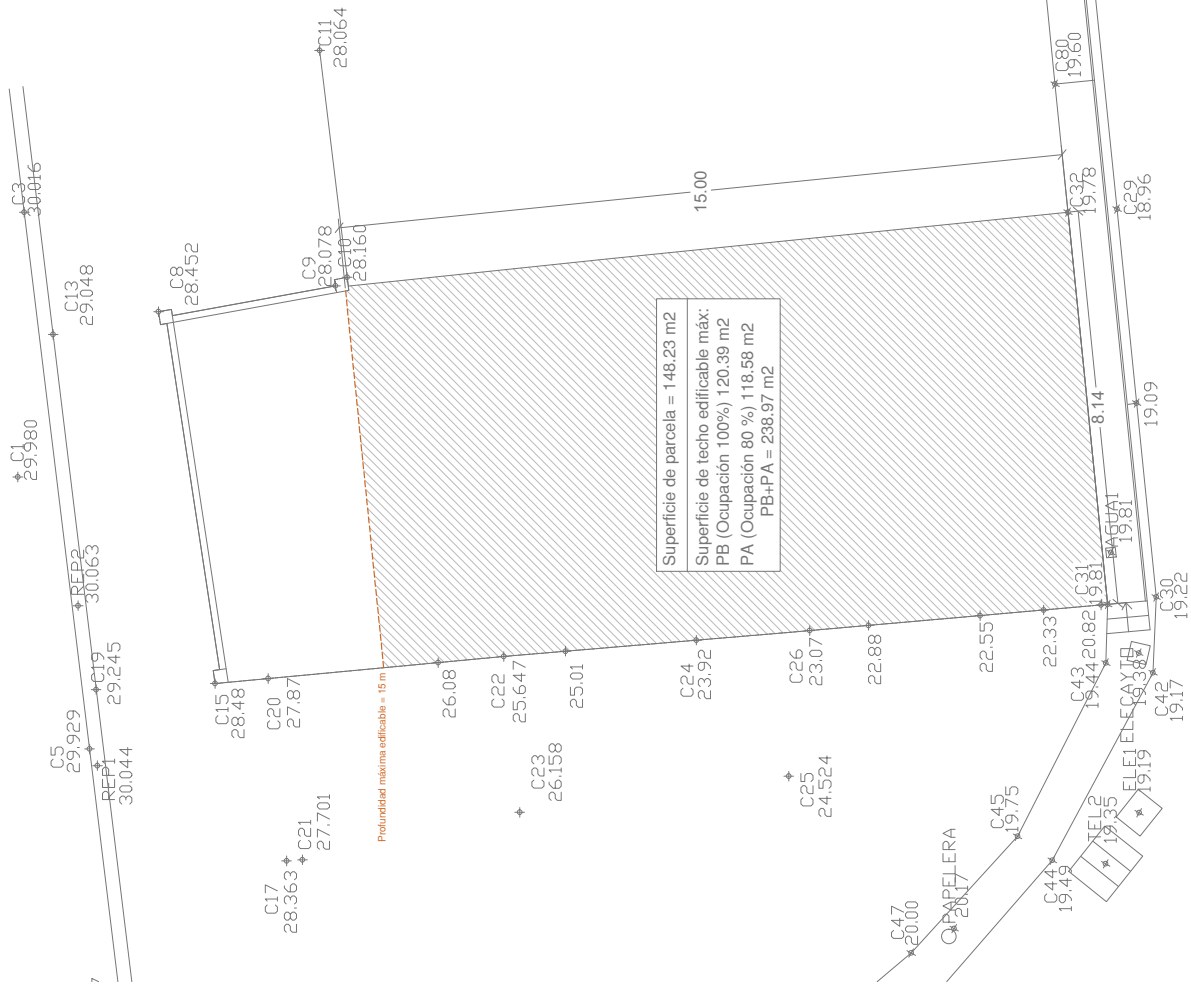 C3
30.016
C13
29.048
C1
29.980
REP2
30.063
C19
29.245
C5
29.929
REP1
30.044
C11
28.064
C8
28.452
C9
28.078
C10
28.160
C15
28.48
C20
27.87
C17
28.363
C21
27.701
Profundidad máxima edificable = 15 m
15.00
Superficie de parcela = 148.23 m2
Superficie de techo edificable máx:
PB (Ocupación 100%) 120.39 m2
PA (Ocupación 80 %) 118.58 m2
PB+PA = 238.97 m2
26.08
C22
25.647
25.01
C23
26.158
C24
23.92
C26
23.07
C25
24.524
22.88
22.55
22.33
20.82
C31
19.81
AGUA1
19.81
8.14
C80
19.60
C32
19.78
C29
18.96
19.09
C30
19.22
C43
19.44
ELECAYTO
19.38
C42
19.17
ELE1
19.19
TEL2
19.35
C45
19.75
C44
19.49
PAPELERA
20.17
C47
20.00